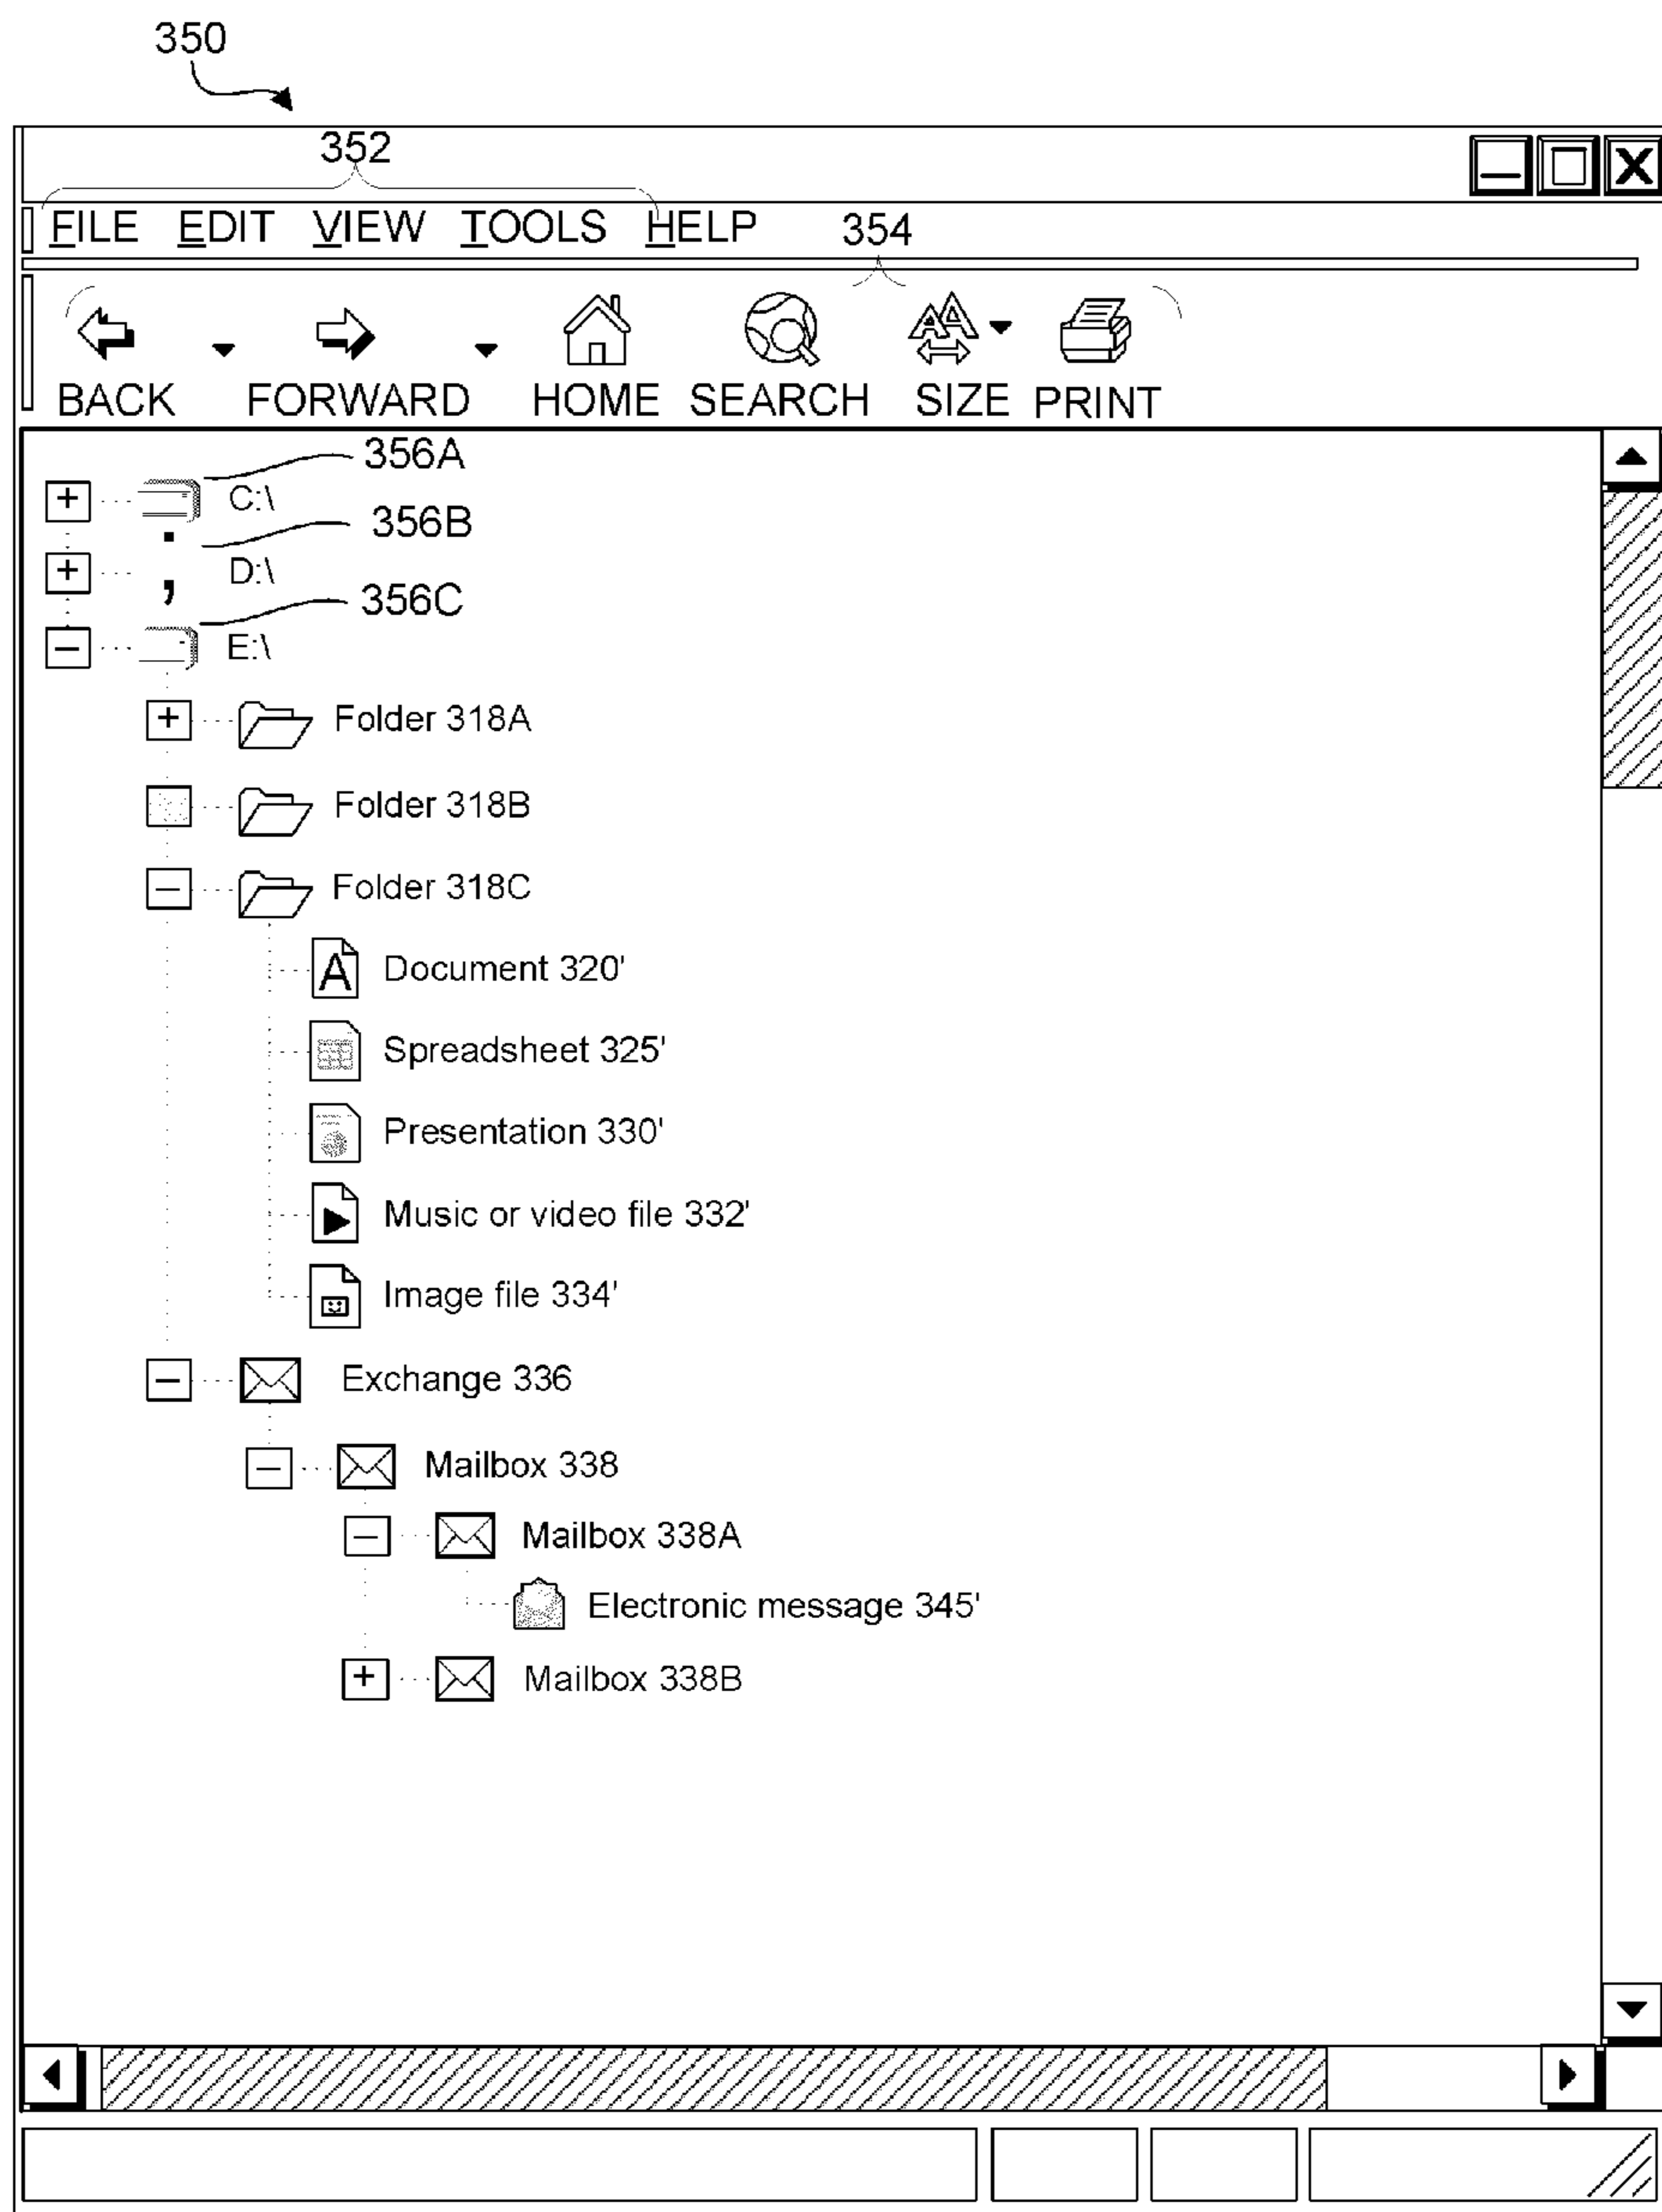 350
352
FILE EDIT VIEW TOOLS HELP 354
BACK FORWARD HOME SEARCH SIZE PRINT
356A
C:\
356B
D:\
356C
E:\
Folder 318A
Folder 318B
Folder 318C
A Document 320'
Spreadsheet 325'
Presentation 330'
Music or video file 332'
Image file 334'
Exchange 336
Mailbox 338
Mailbox 338A
Electronic message 345'
Mailbox 338B